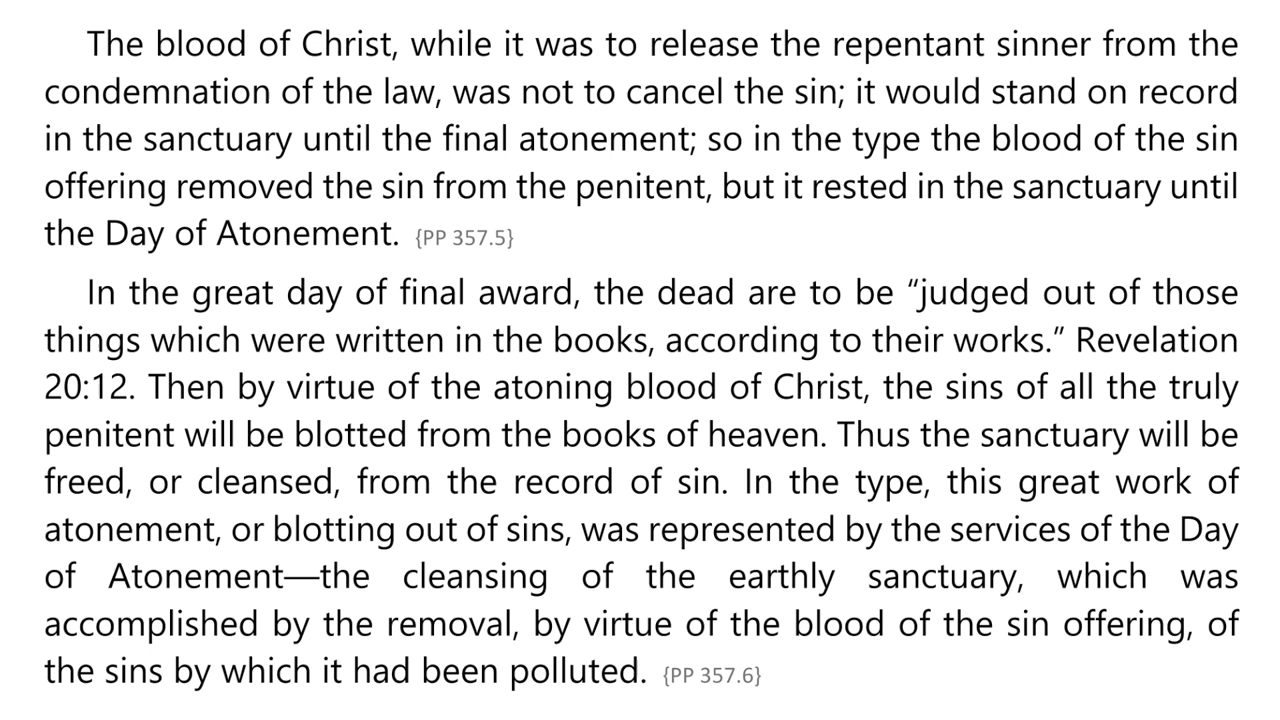 The blood of Christ, while it was to release the repentant sinner from the
condemnation of the law, was not to cancel the sin; it would stand on record
in the sanctuary until the final atonement; so in the type the blood of the sin
offering removed the sin from the penitent, but it rested in the sanctuary until
the Day of Atonement. {PP 357.5}
In the great day of final award, the dead are to be “judged out of those
things which were written in the books, according to their works.” Revelation
20:12. Then by virtue of the atoning blood of Christ, the sins of all the truly
penitent will be blotted from the books of heaven. Thus the sanctuary will be
freed, or cleansed, from the record of sin. In the type, this great work of
atonement, or blotting out of sins, was represented by the services of the Day
of Atonement—the cleansing of the earthly sanctuary, which was
accomplished by the removal, by virtue of the blood of the sin offering, of
the sins by which it had been polluted. {PP 357.6}